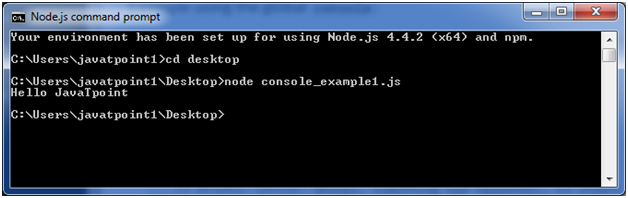 Node.js command prompt
Your environment has been set up for using Node.js 4.4.2 (x64) and npm.
C:\Users\javatpoint1>cd desktop
C:\Users\javatpoint1\Desktop>node console_example1.js
Hello JavaTpoint
C:\Users\javatpoint1\Desktop>